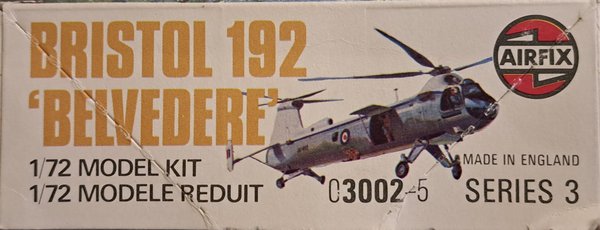 BRISTOL 192
'BELVEDERE'
AIRFIX
1/72 MODEL KIT
MADE IN ENGLAND
1/72 MODELE REDUIT
03002-5
SERIES 3